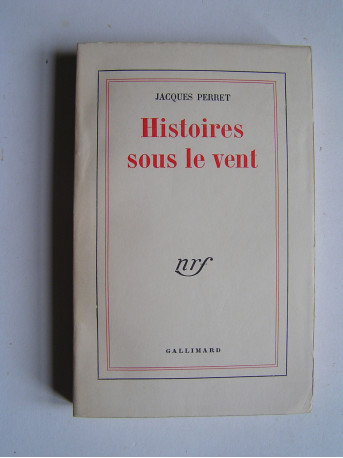 JACQUES PERRET
Histoires
sous le vent
nrf
GALLIMARD